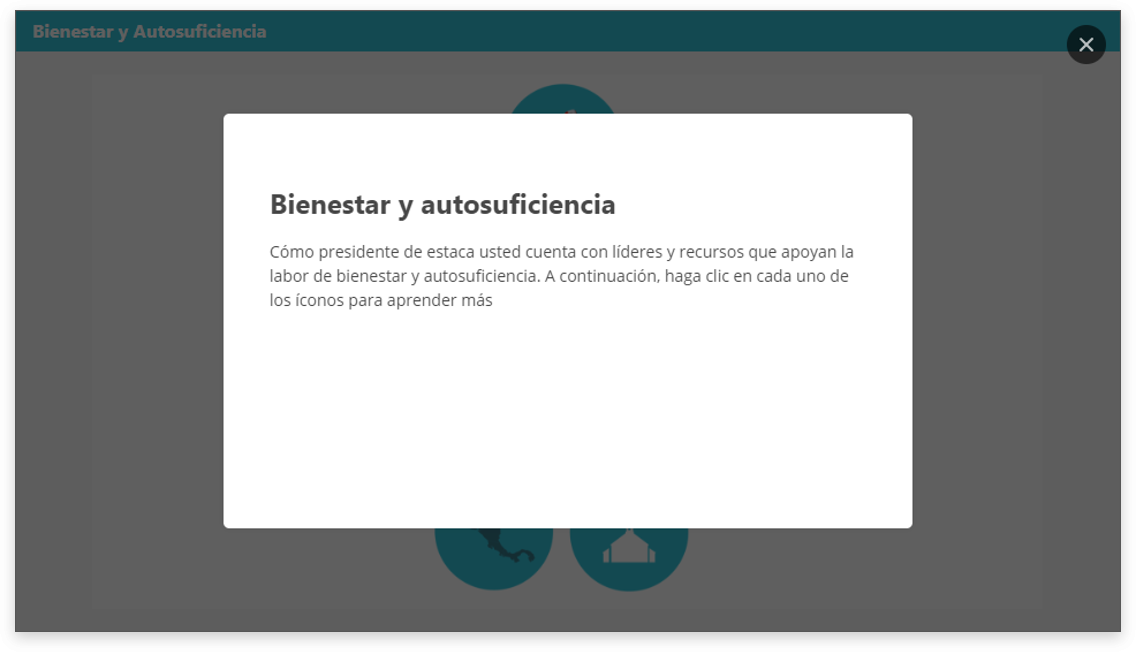 Bienestar y Autosuficiencia
Bienestar y autosuficiencia
Cómo presidente de estaca usted cuenta con líderes y recursos que apoyan la
labor de bienestar y autosuficiencia. A continuación, haga clic en cada uno de
los íconos para aprender más